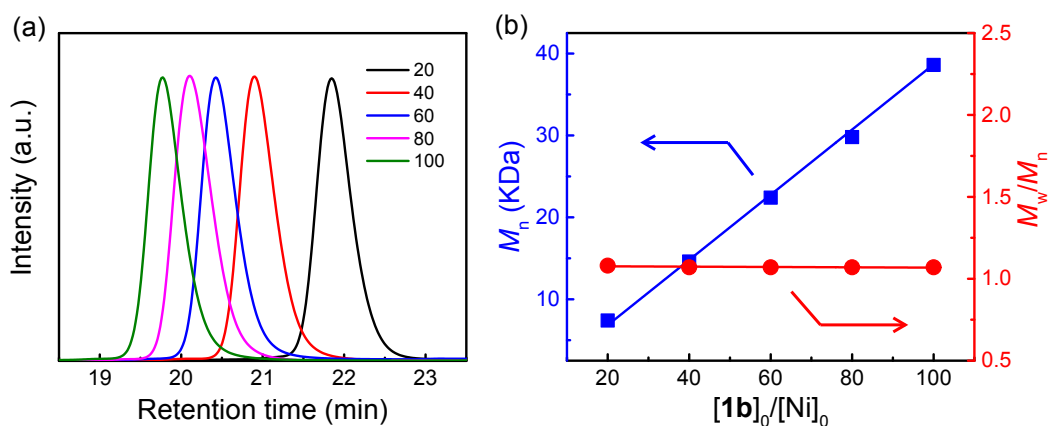 (a)
Intensity (a.u.)
20
40
60
80
100
19 20 21 22 23
Retention time (min)
(b)
Mn (KDa)
40
30
20
10
2.5
2.0
1.5
1.0
0.5
Mw/Mn
20 40 60 80 100
[1b]0/[Ni]0